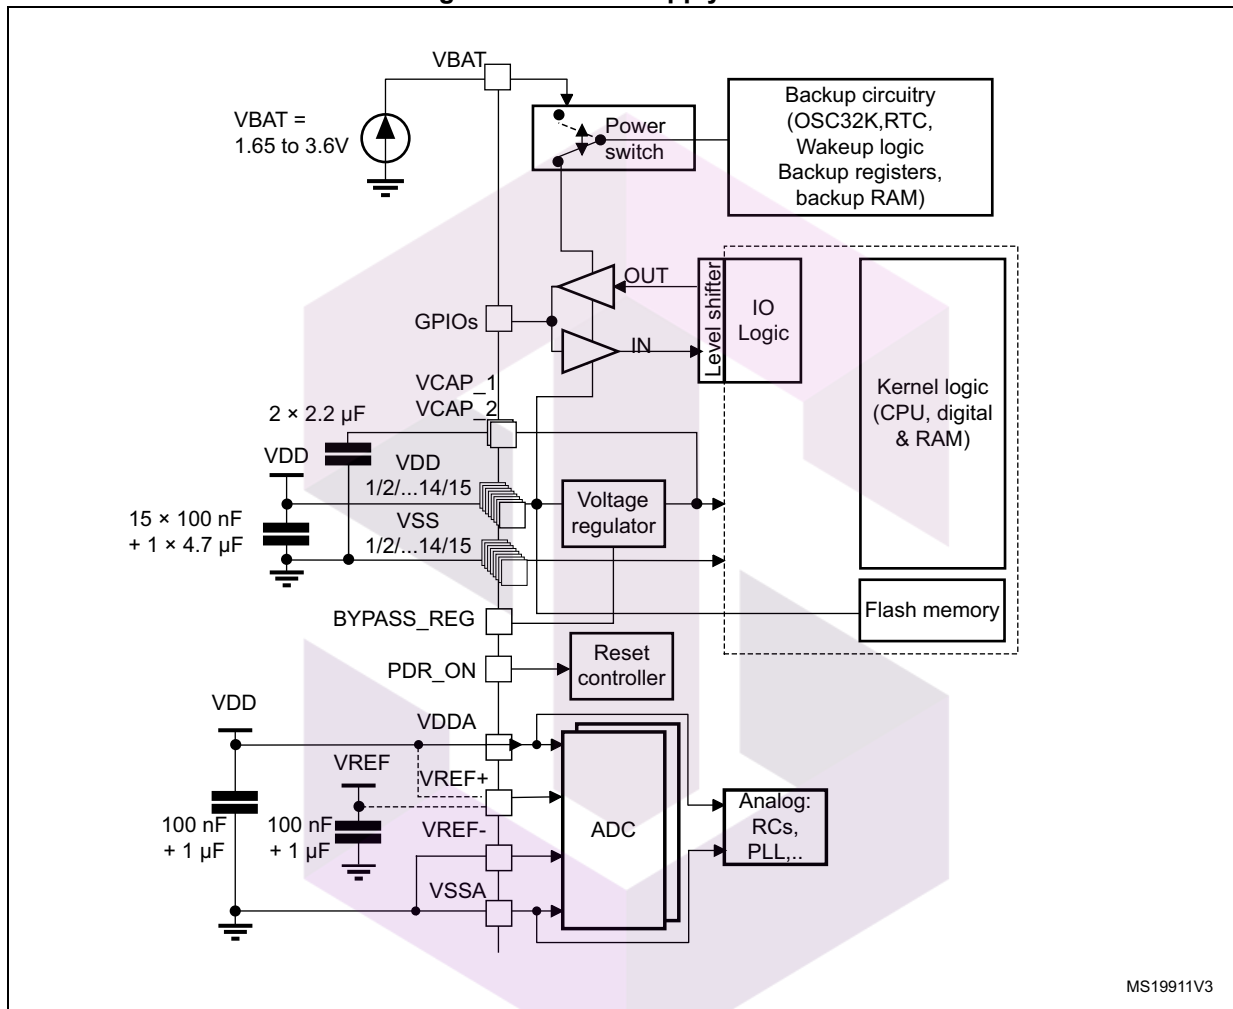 VBAT
VBAT =
1.65 to 3.6V
Power
switch
Backup circuitry
(OSC32K,RTC,
Wakeup logic
Backup registers,
backup RAM)
OUT
Level shifter
IO
Logic
GPIOs
IN
Kernel logic
(CPU, digital
& RAM)
VCAP_1
VCAP_2
2 × 2.2 μF
VDD
VDD
1/2/...14/15
Voltage
regulator
15 × 100 nF
+ 1 × 4.7 μF
VSS
1/2/...14/15
BYPASS_REG
Flash memory
PDR_ON
Reset
controller
VDD
VDDA
VREF
VREF+
100 nF
+ 1 μF
100 nF
+ 1 μF
VREF-
ADC
Analog:
RCs,
PLL,..
VSSA
MS19911V3